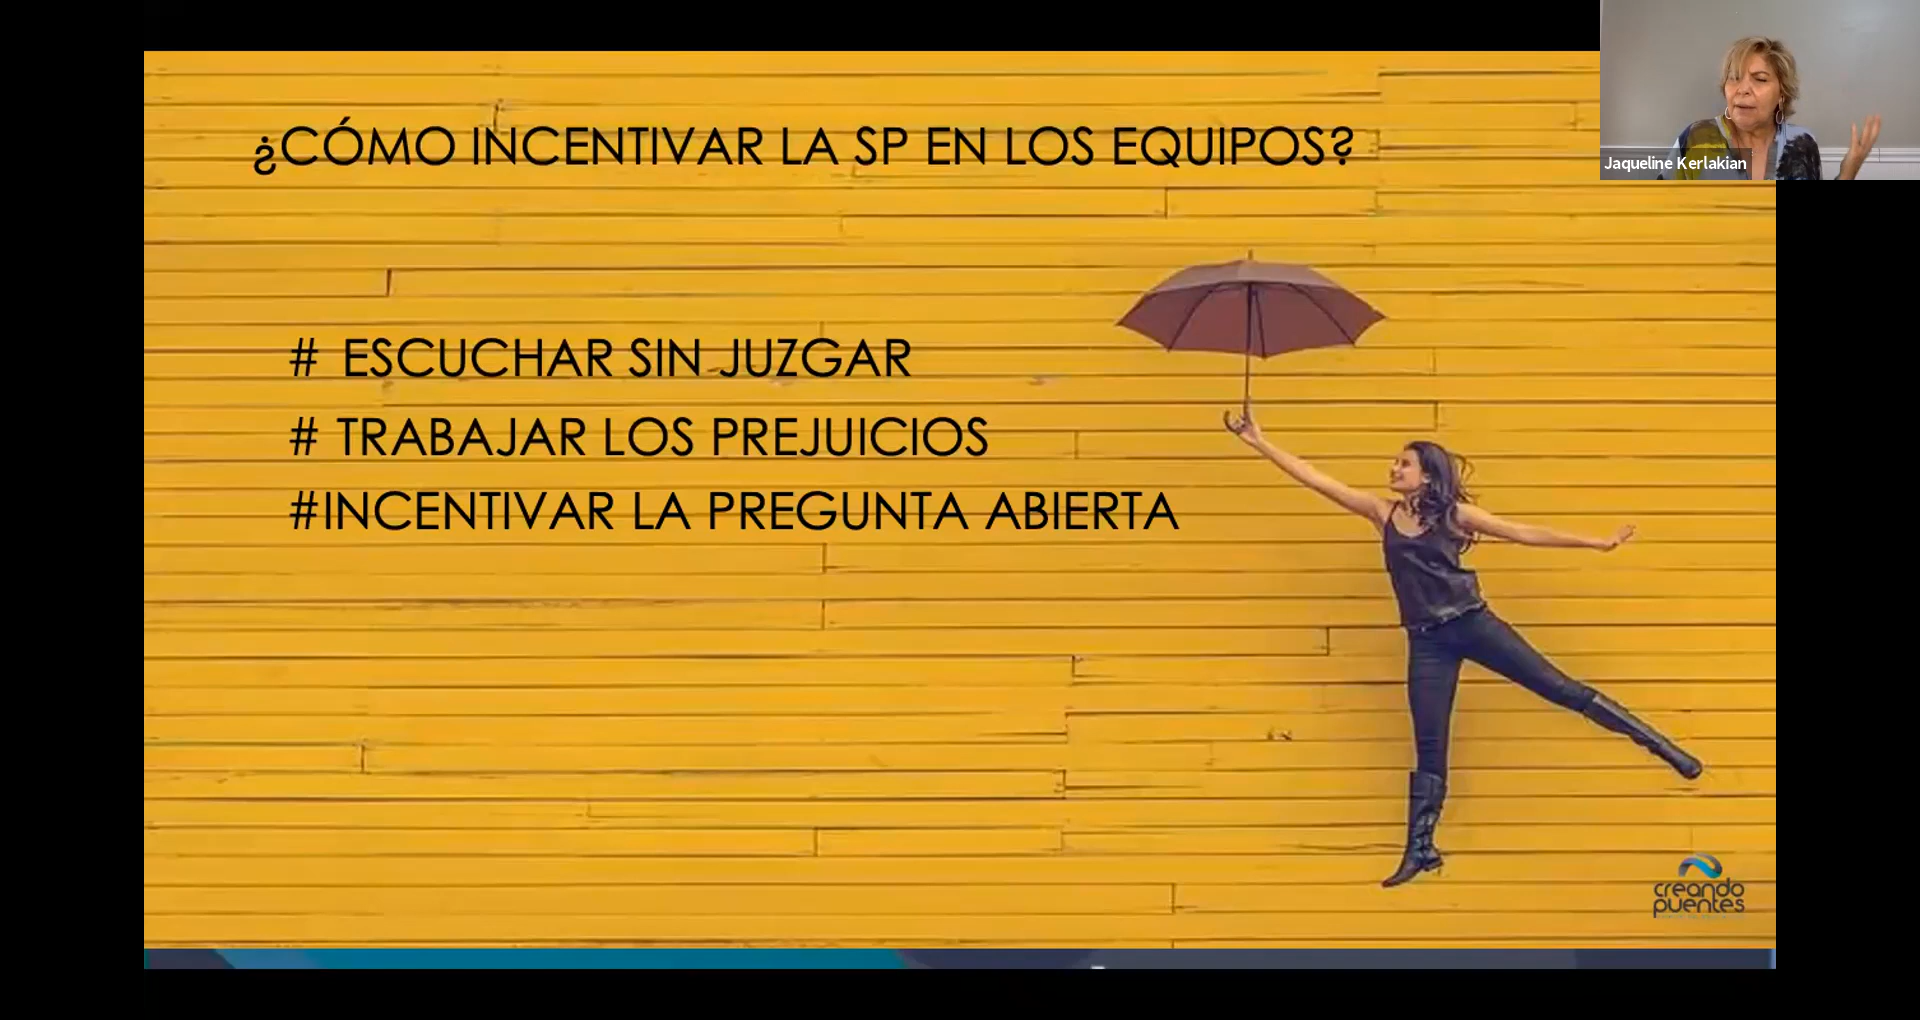 ¿CÓMO INCENTIVAR LA SP EN LOS EQUIPOS?
Jaqueline Kerlakian
# ESCUCHAR SIN JUZGAR
# TRABAJAR LOS PREJUICIOS
#INCENTIVAR LA PREGUNTA ABIERTA
creando
puentes